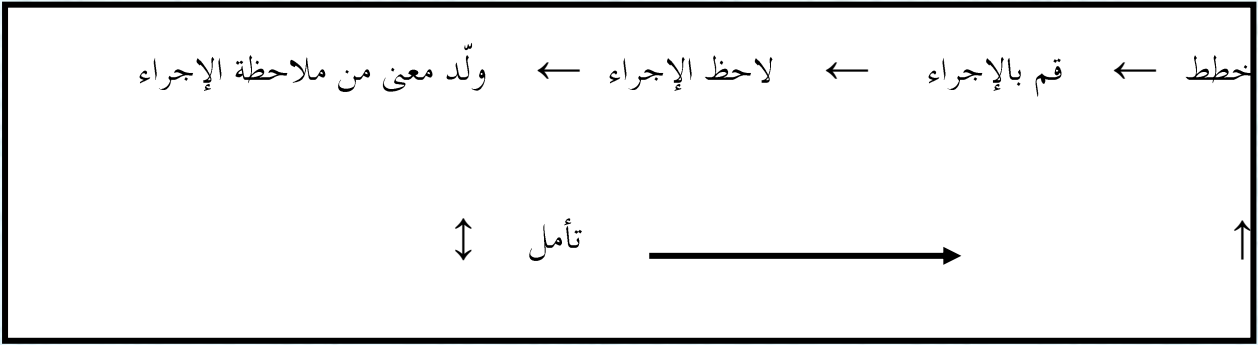 خطط ← قم بالإجراء ← لاحظ الإجراء ← ولّد معنى من ملاحظة الإجراء
↑ تأمل ↕